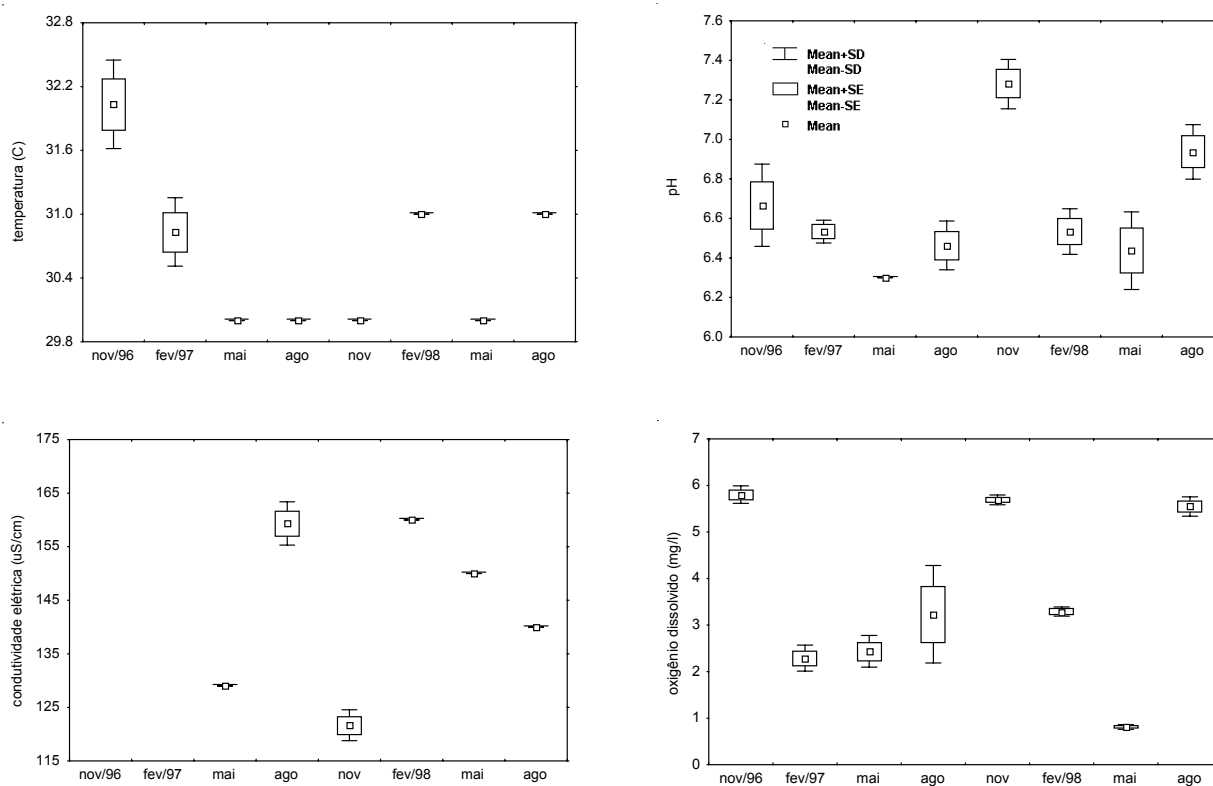 temperatura (C)
32.8
32.2
31.6
31.0
30.4
29.8
nov/96 fev/97 mai ago nov fev/98 mai ago
pH
7.6
7.4
7.2
7.0
6.8
6.6
6.4
6.2
6.0
Mean+SD
Mean-SD
Mean+SE
Mean-SE
Mean
nov/96 fev/97 mai ago nov fev/98 mai ago
condutividade elétrica (uS/cm)
175
165
155
145
135
125
115
nov/96 fev/97 mai ago nov fev/98 mai ago
oxigênio dissolvido (mg/l)
7
6
5
4
3
2
1
0
nov/96 fev/97 mai ago nov fev/98 mai ago